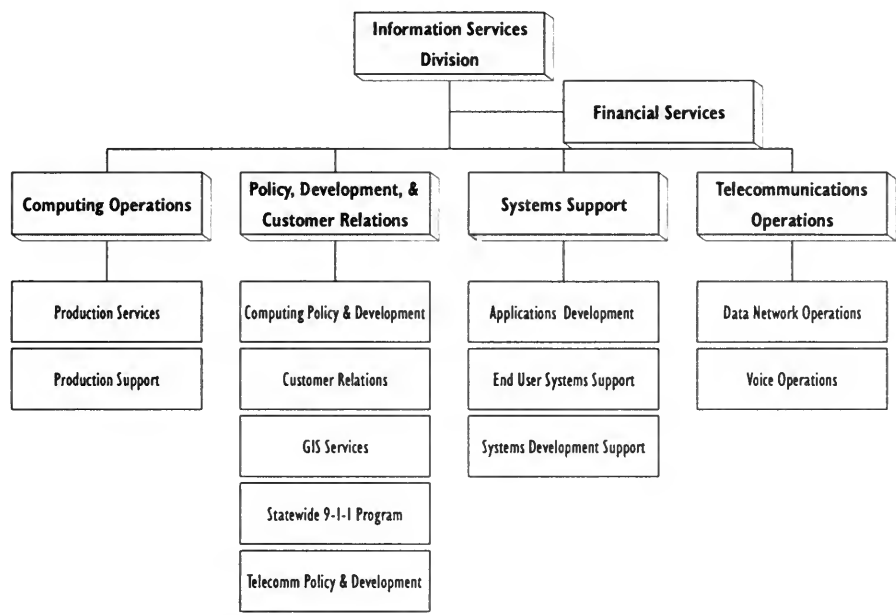 Information Services
Division
Financial Services
Computing Operations
Policy, Development, &
Customer Relations
Systems Support
Telecommunications
Operations
Production Services
Production Support
Computing Policy & Development
Customer Relations
GIS Services
Statewide 9-1-1 Program
Telecomm Policy & Development
Applications Development
End User Systems Support
Systems Development Support
Data Network Operations
Voice Operations